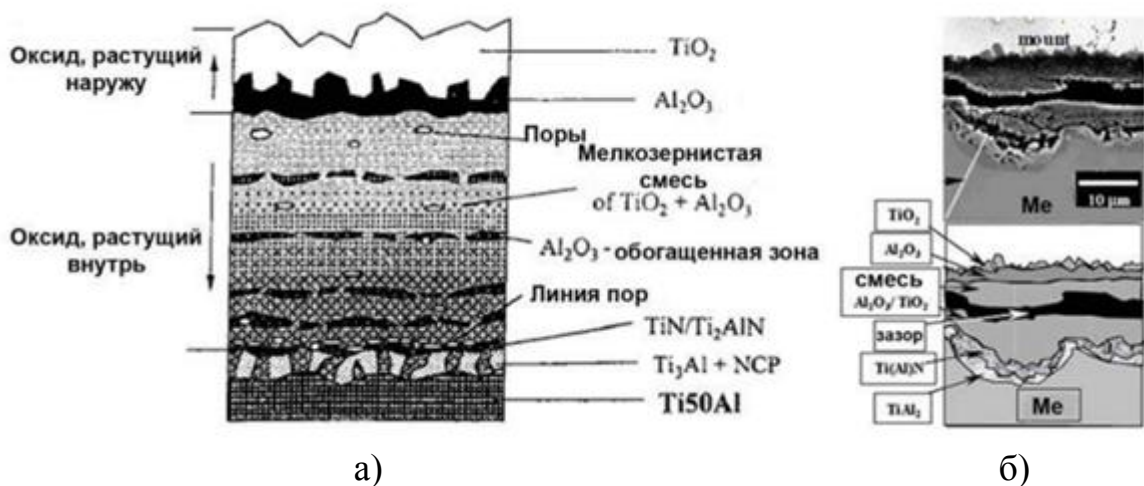 Оксид, растущий
наружу
Оксид, растущий
внутрь
TiO₂
Al₂O₃
Поры
Мелкозернистая
смесь
of TiO₂ + Al₂O₃
Al₂O₃ - обогащенная зона
Линия пор
TiN/Ti₂AlN
Ti₃Al + NCP
Ti50Al
а)
mount
Me
10 μm
TiO₂
Al₂O₃
смесь
Al₂O₃/TiO₂
зазор
Ti(Al)N
TiAl₂
Me
б)